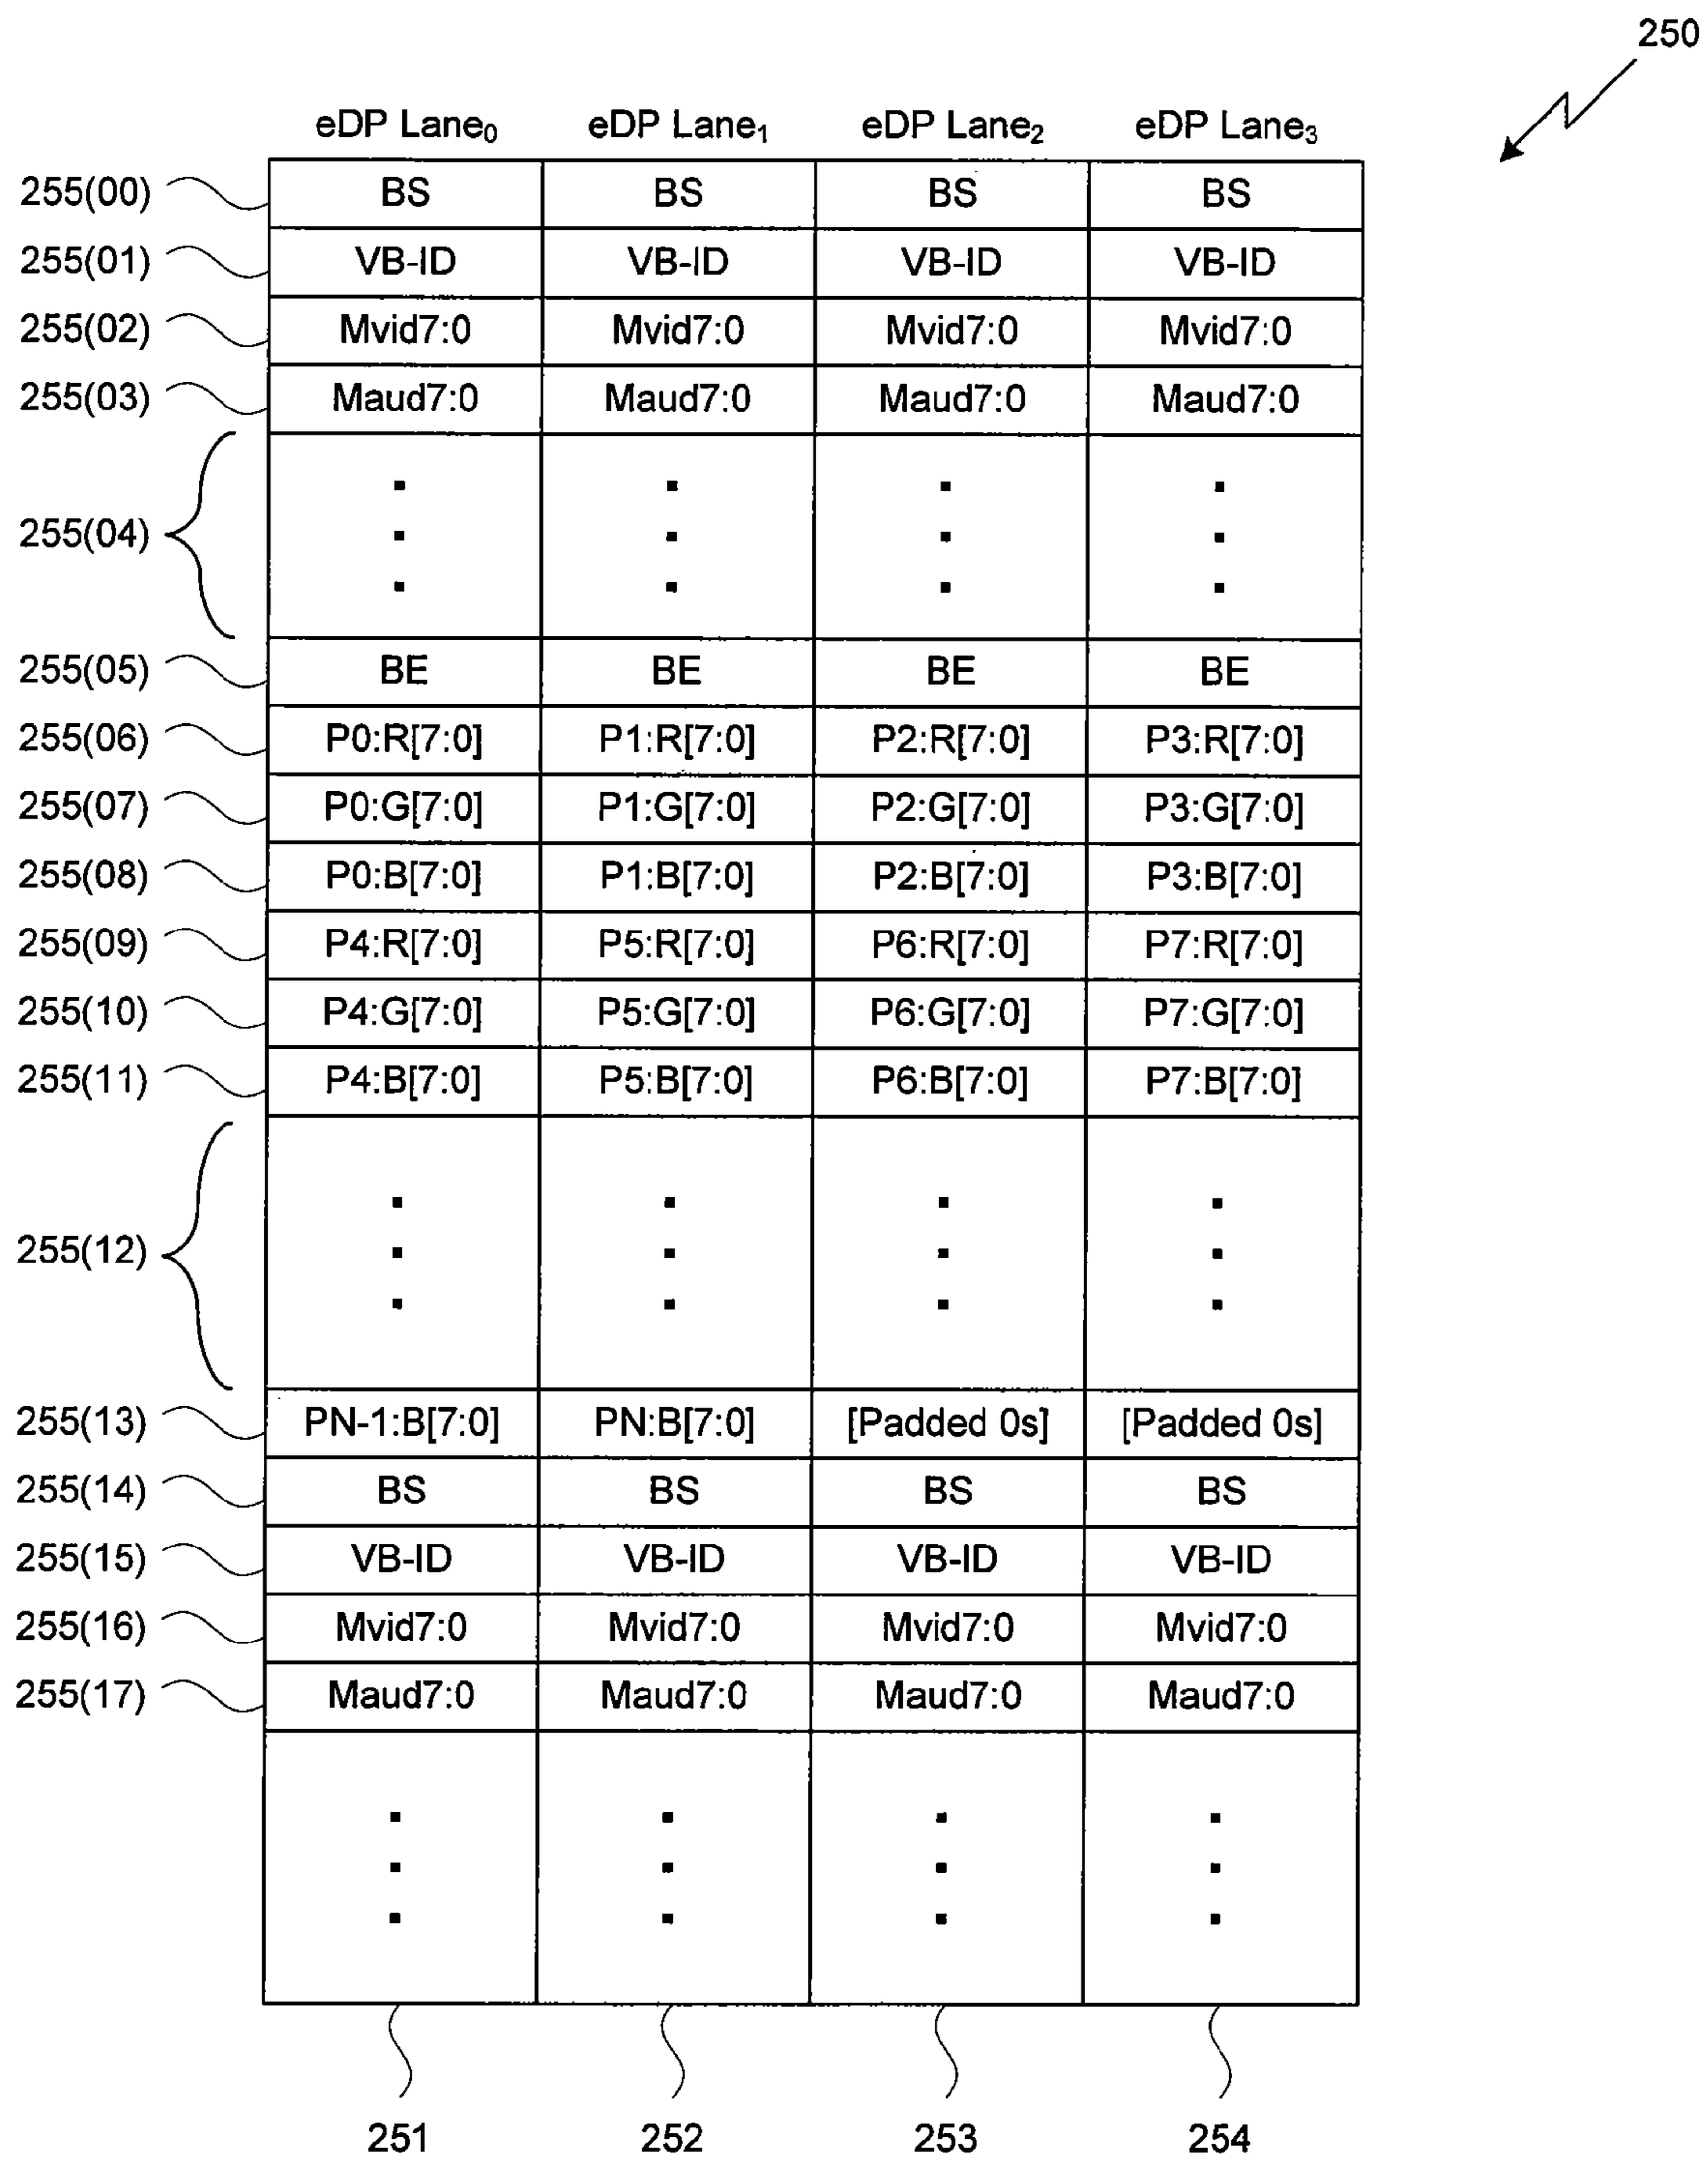 250
eDP Lane0 eDP Lane1 eDP Lane2 eDP Lane3
255(00) BS BS BS BS
255(01) VB-ID VB-ID VB-ID VB-ID
255(02) Mvid7:0 Mvid7:0 Mvid7:0 Mvid7:0
255(03) Maud7:0 Maud7:0 Maud7:0 Maud7:0
255(04)
255(05) BE BE BE BE
255(06) P0:R[7:0] P1:R[7:0] P2:R[7:0] P3:R[7:0]
255(07) P0:G[7:0] P1:G[7:0] P2:G[7:0] P3:G[7:0]
255(08) P0:B[7:0] P1:B[7:0] P2:B[7:0] P3:B[7:0]
255(09) P4:R[7:0] P5:R[7:0] P6:R[7:0] P7:R[7:0]
255(10) P4:G[7:0] P5:G[7:0] P6:G[7:0] P7:G[7:0]
255(11) P4:B[7:0] P5:B[7:0] P6:B[7:0] P7:B[7:0]
255(12)
255(13) PN-1:B[7:0] PN:B[7:0] [Padded 0s] [Padded 0s]
255(14) BS BS BS BS
255(15) VB-ID VB-ID VB-ID VB-ID
255(16) Mvid7:0 Mvid7:0 Mvid7:0 Mvid7:0
255(17) Maud7:0 Maud7:0 Maud7:0 Maud7:0
251 252 253 254